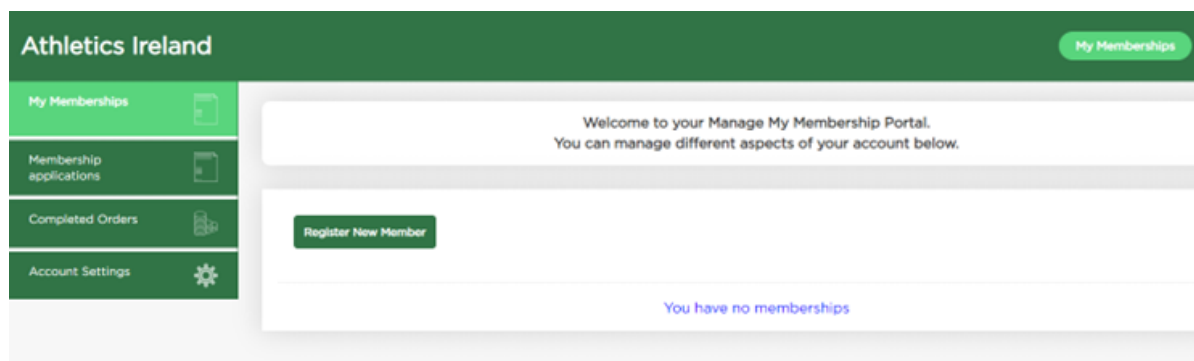 Athletics Ireland
My Memberships
My Memberships
Membership
applications
Completed Orders
Account Settings
Welcome to your Manage My Membership Portal.
You can manage different aspects of your account below.
Register New Member
You have no memberships